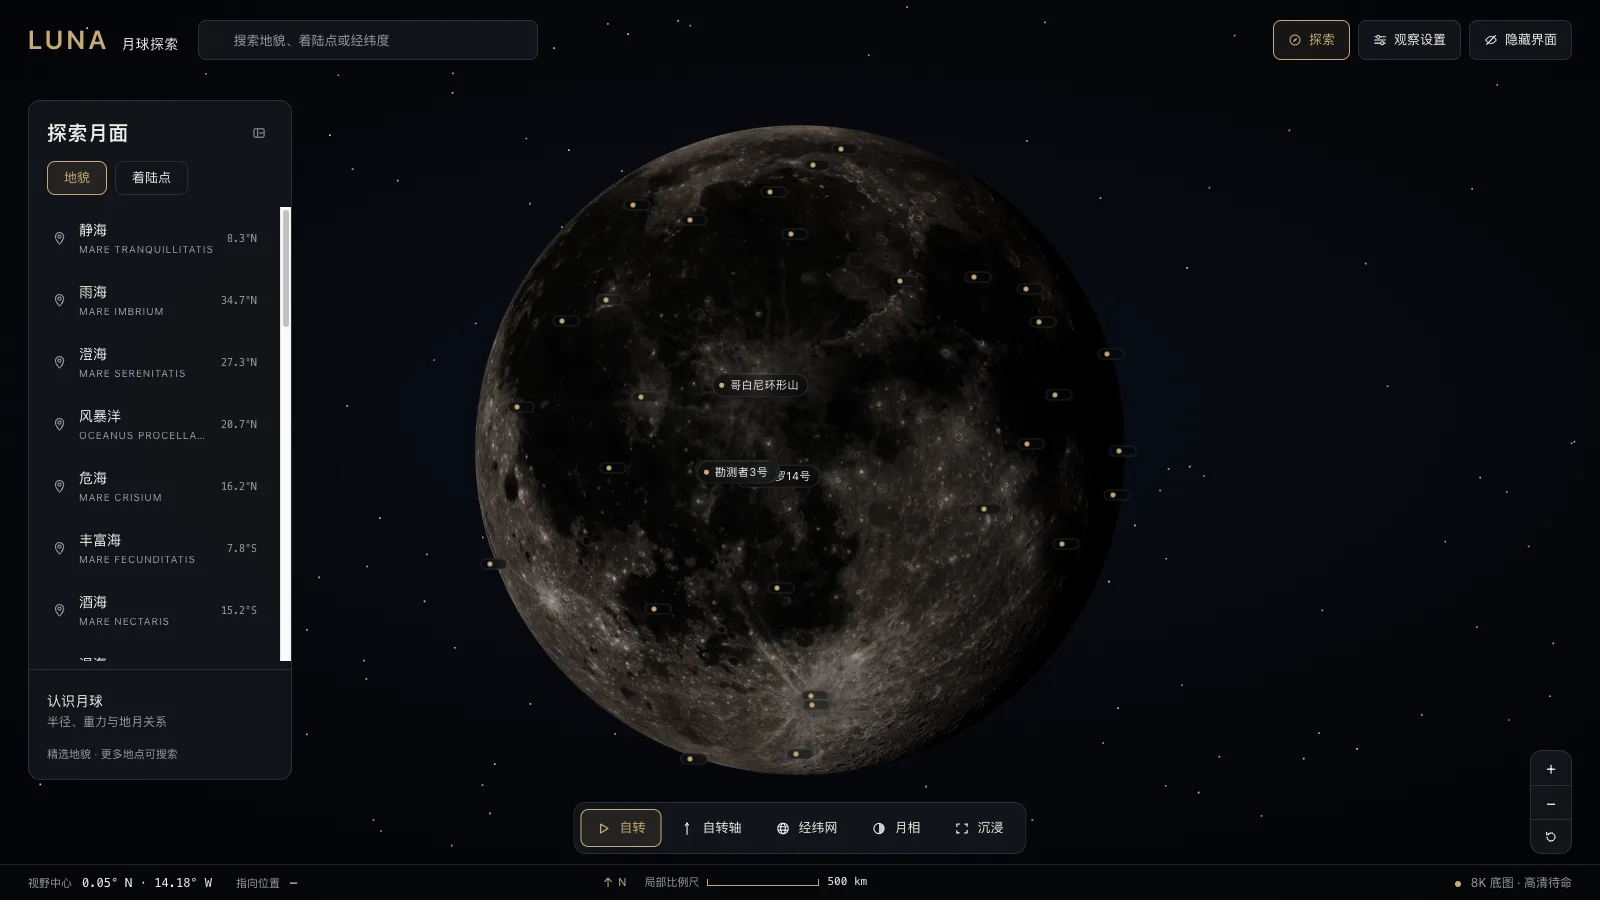 LUNA 月球探索
搜索地貌、着陆点或经纬度
探索
观察设置
隐藏界面
探索月面
地貌
着陆点
静海
MARE TRANQUILLITATIS
8.3°N
雨海
MARE IMBRIUM
34.7°N
澄海
MARE SERENITATIS
27.3°N
风暴洋
OCEANUS PROCELLA…
20.7°N
危海
MARE CRISIUM
16.2°N
丰富海
MARE FECUNDITATIS
7.8°S
酒海
MARE NECTARIS
15.2°S
认识月球
半径、重力与地月关系
精选地貌 · 更多地点可搜索
哥白尼环形山
勘测者3号
罗14号
自转
自转轴
经纬网
月相
沉浸
+
−
视野中心 0.05° N · 14.18° W 指向位置 —
↑ N 局部比例尺 500 km
8K 底图 · 高清待命